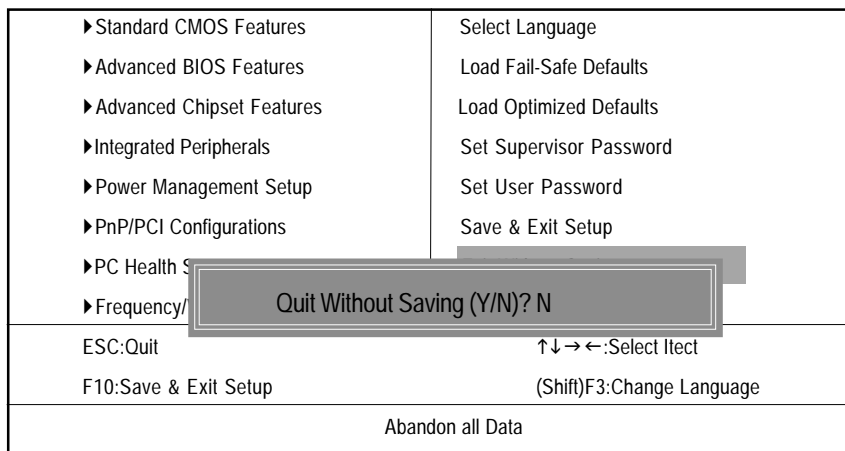 ▶Standard CMOS Features
▶Advanced BIOS Features
▶Advanced Chipset Features
▶Integrated Peripherals
▶Power Management Setup
▶PnP/PCI Configurations
▶PC Health
▶Frequency/
Select Language
Load Fail-Safe Defaults
Load Optimized Defaults
Set Supervisor Password
Set User Password
Save & Exit Setup
Quit Without Saving (Y/N)? N
ESC:Quit
↑↓→←:Select Itect
F10:Save & Exit Setup
(Shift)F3:Change Language
Abandon all Data